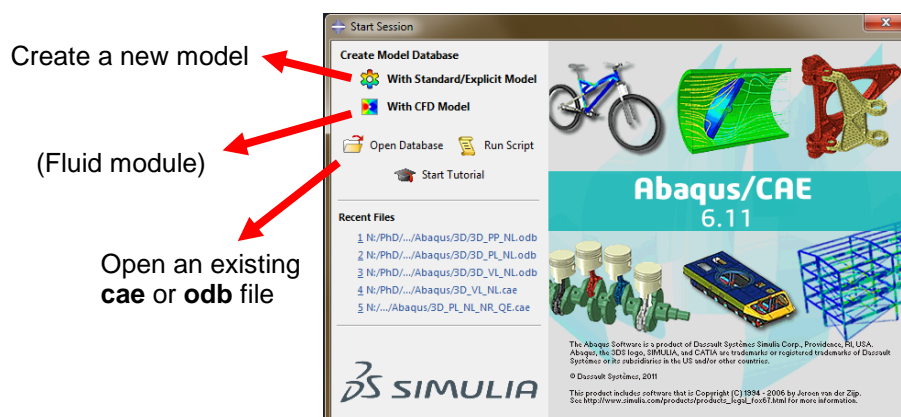 Start Session
Create a new model
Create Model Database
With Standard/Explicit Model
With CFD Model
(Fluid module)
Open Database Run Script
Start Tutorial
Abaqus/CAE
6.11
Recent Files
1 N:/PhD/.../Abaqus/3D/3D_PP_NL.odb
2 N:/PhD/.../Abaqus/3D/3D_PL_NL.odb
3 N:/PhD/.../Abaqus/3D/3D_VL_NL.odb
4 N:/PhD/.../Abaqus/3D_VL_NL.cae
5 N:/.../Abaqus/3D_PL_NL_NR_QE.cae
Open an existing
cae or odb file
The Abaqus Software is a product of Dassault Systèmes Simulia Corp., Providence, RI, USA.
Abaqus, the 3DS logo, SIMULIA, and CATIA are trademarks or registered trademarks of Dassault
Systèmes or its subsidiaries in the US and/or other countries.
© Dassault Systèmes, 2011
This product includes software that is Copyright (C) 1994 - 2006 by Jeroen van der Zijp.
See http://www.simulia.com/products/products_legal_fox67.html for more information.
SIMULIA